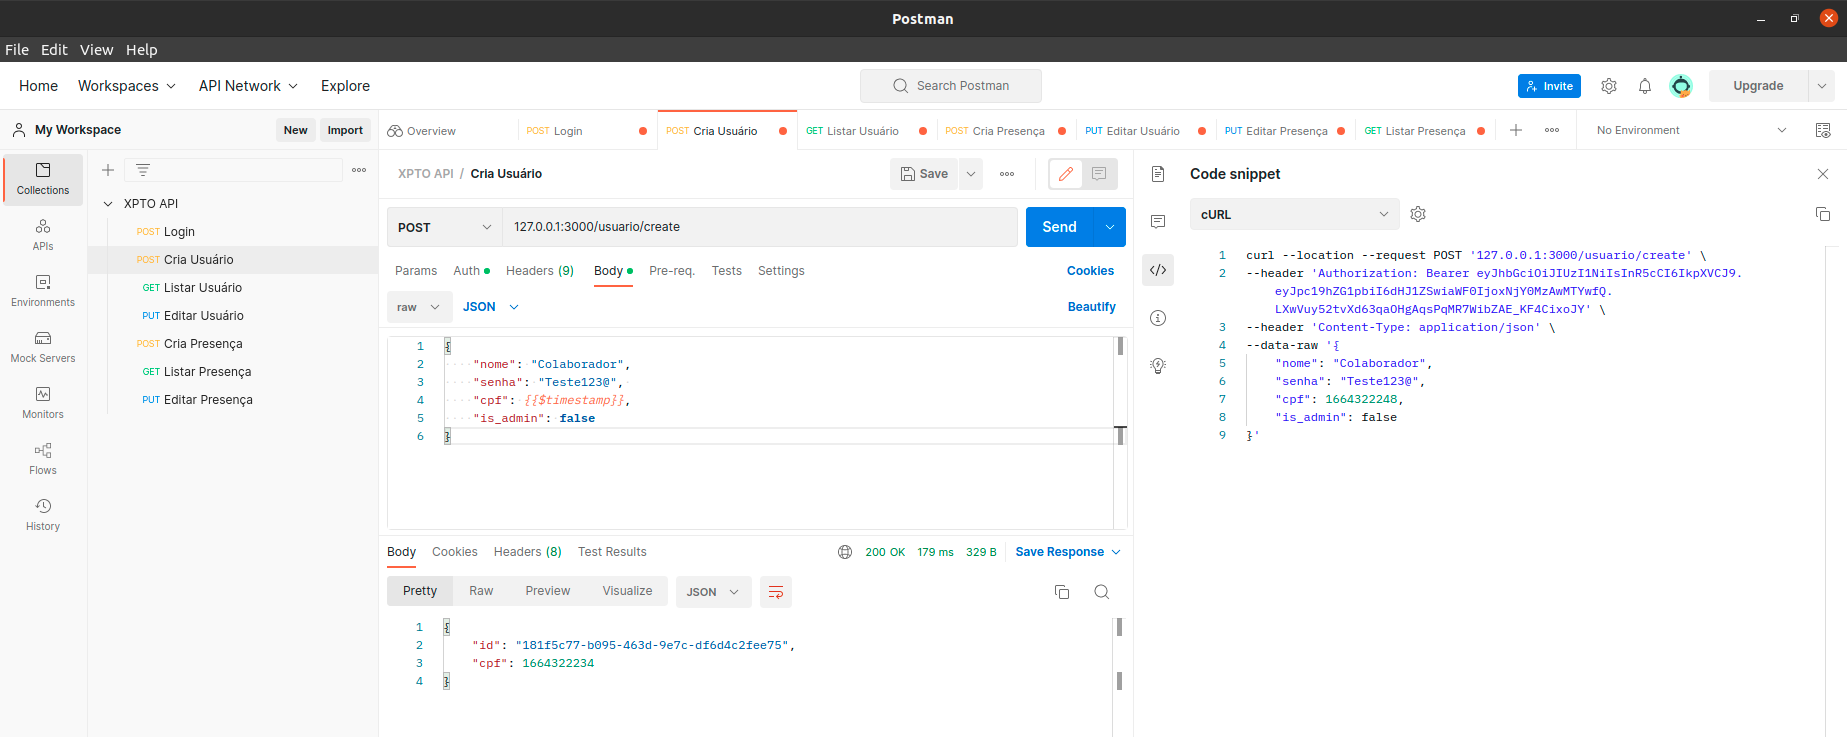 Postman
File Edit View Help
Home Workspaces API Network Explore Search Postman Invite Upgrade
My Workspace New Import
Overview POST Login POST Cria Usuário GET Listar Usuário POST Cria Presença PUT Editar Usuário PUT Editar Presença GET Listar Presença No Environment
Collections
APIs
Environments
Mock Servers
Monitors
Flows
History
XPTO API
POST Login
POST Cria Usuário
GET Listar Usuário
PUT Editar Usuário
POST Cria Presença
GET Listar Presença
PUT Editar Presença
XPTO API / Cria Usuário Save
POST 127.0.0.1:3000/usuario/create Send
Params Auth Headers (9) Body Pre-req. Tests Settings Cookies
raw JSON Beautify
1 {
2 "nome": "Colaborador",
3 "senha": "Teste123@",
4 "cpf": {{$timestamp}},
5 "is_admin": false
6 }
Body Cookies Headers (8) Test Results 200 OK 179 ms 329 B Save Response
Pretty Raw Preview Visualize JSON
1 {
2 "id": "181f5c77-b095-463d-9e7c-df6d4c2fee75",
3 "cpf": 1664322234
4 }
Code snippet
cURL
1 curl --location --request POST '127.0.0.1:3000/usuario/create' \
2 --header 'Authorization: Bearer eyJhbGciOiJIUzI1NiIsInR5cCI6IkpXVCJ9.
eyJpc19hZG1pbiI6dHJ1ZSwiaWF0IjoxNjY0MzAwMTYwfQ.
LXwVuy52tvXd63qaOHgAqsPqMR7WibZAE_KF4CixoJY' \
3 --header 'Content-Type: application/json' \
4 --data-raw '{
5 "nome": "Colaborador",
6 "senha": "Teste123@",
7 "cpf": 1664322248,
8 "is_admin": false
9 }'